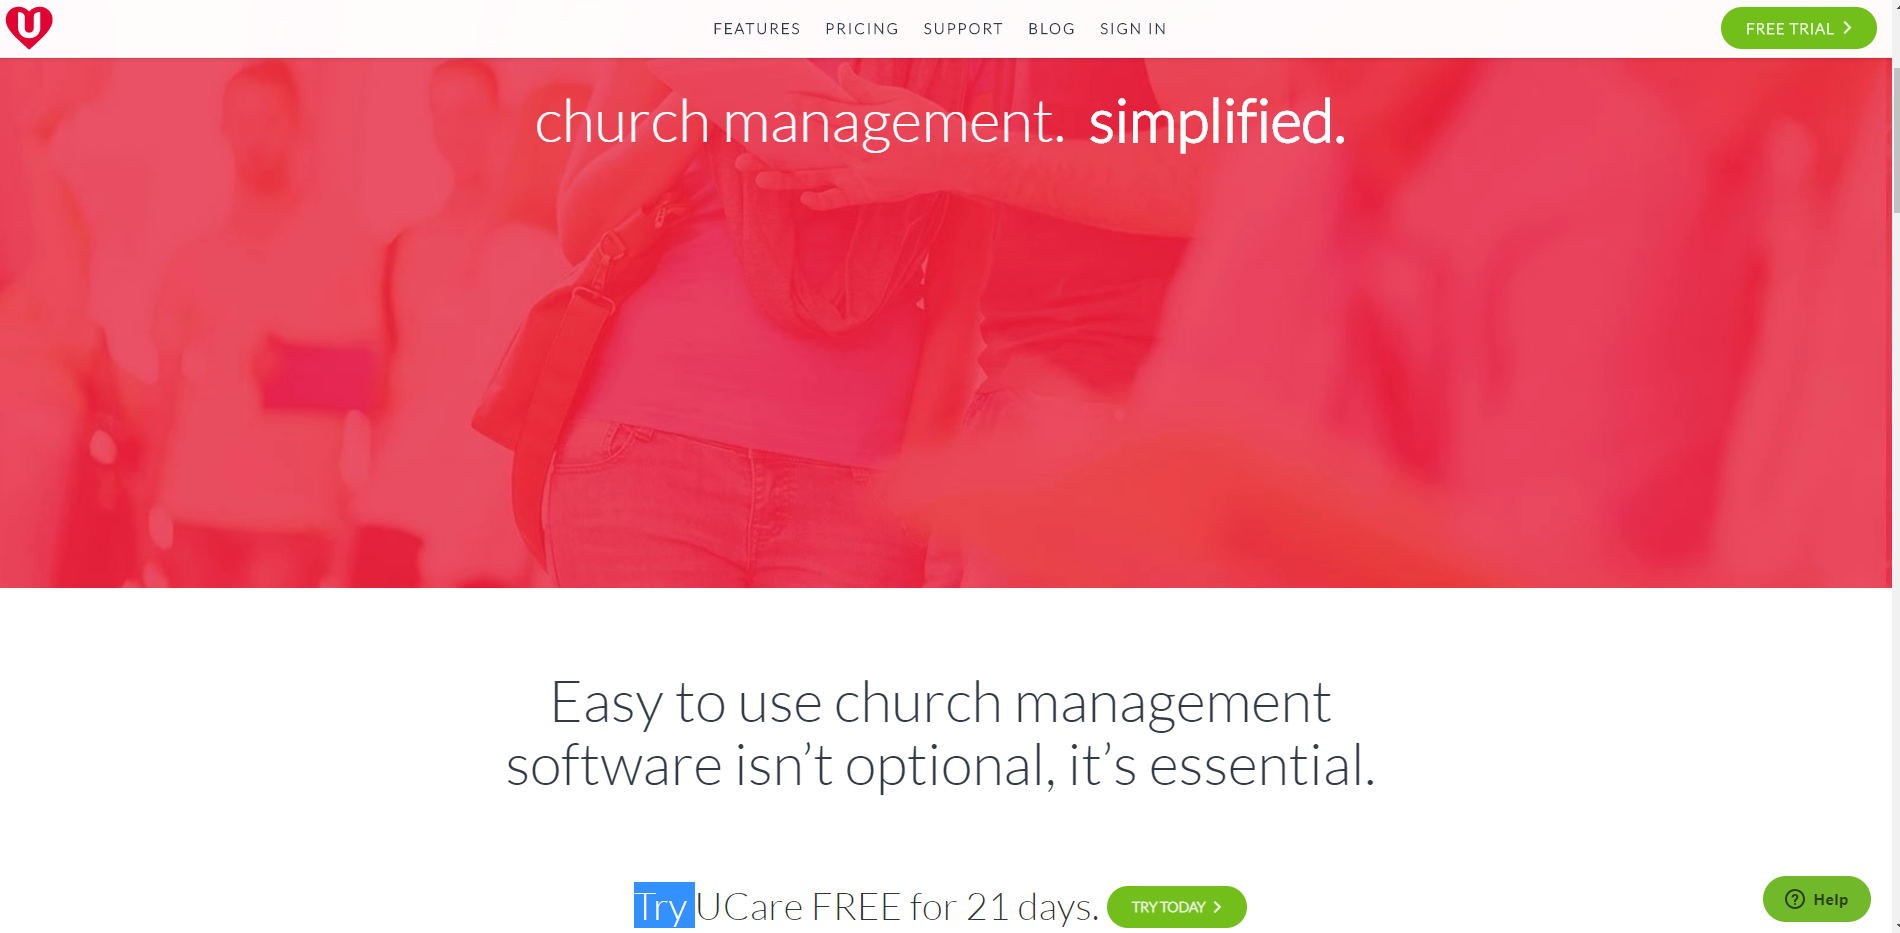 U
FEATURES PRICING SUPPORT BLOG SIGN IN
FREE TRIAL
church management. simplified.
Easy to use church management
software isn’t optional, it’s essential.
Try UCare FREE for 21 days. TRY TODAY
Help